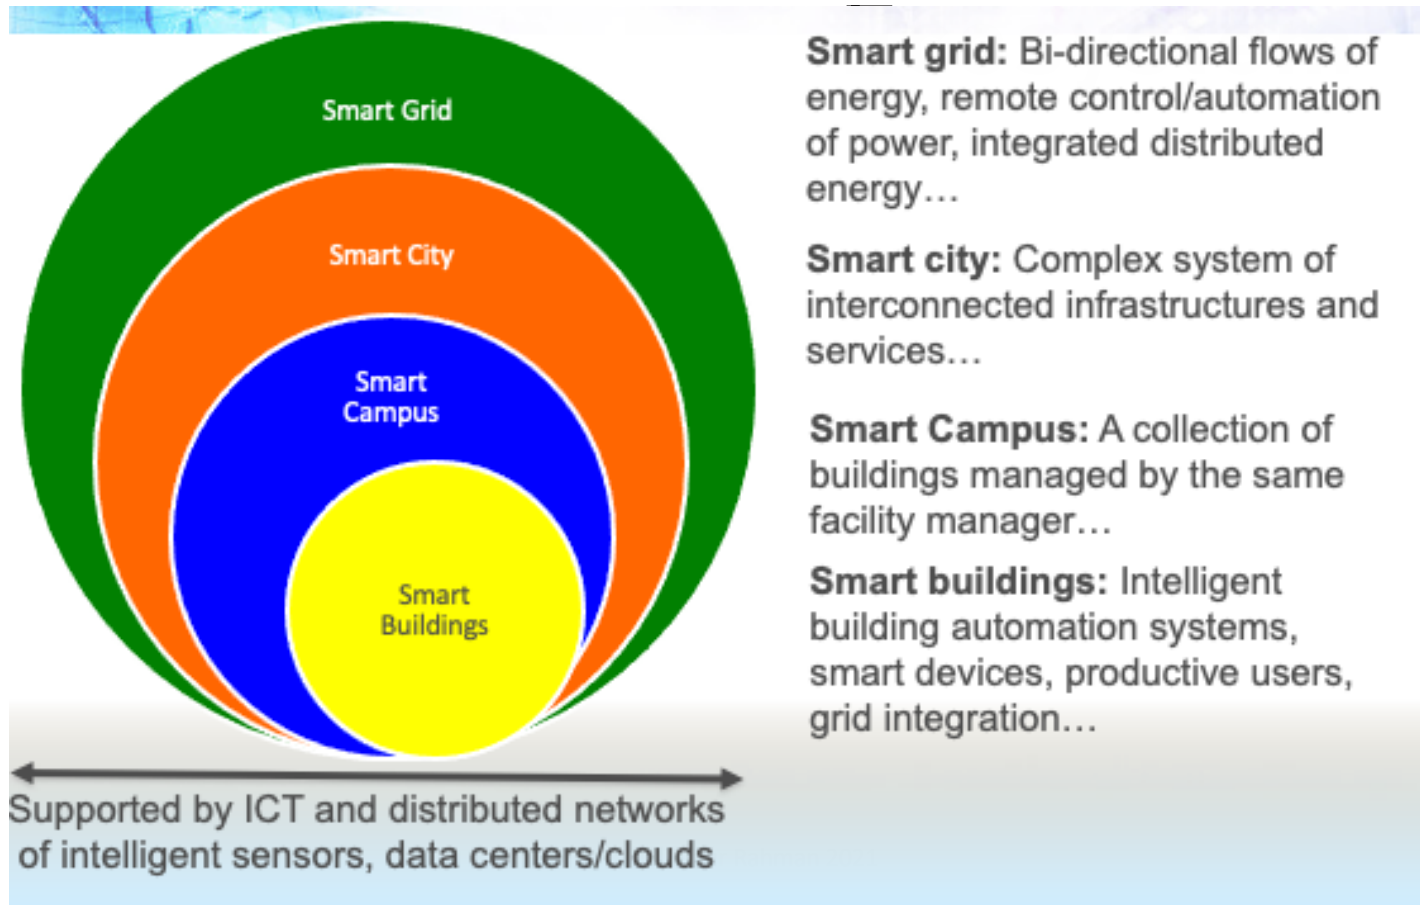 Smart Grid
Smart City
Smart
Campus
Smart
Buildings
Supported by ICT and distributed networks
of intelligent sensors, data centers/clouds
Smart grid: Bi-directional flows of
energy, remote control/automation
of power, integrated distributed
energy…
Smart city: Complex system of
interconnected infrastructures and
services…
Smart Campus: A collection of
buildings managed by the same
facility manager…
Smart buildings: Intelligent
building automation systems,
smart devices, productive users,
grid integration…